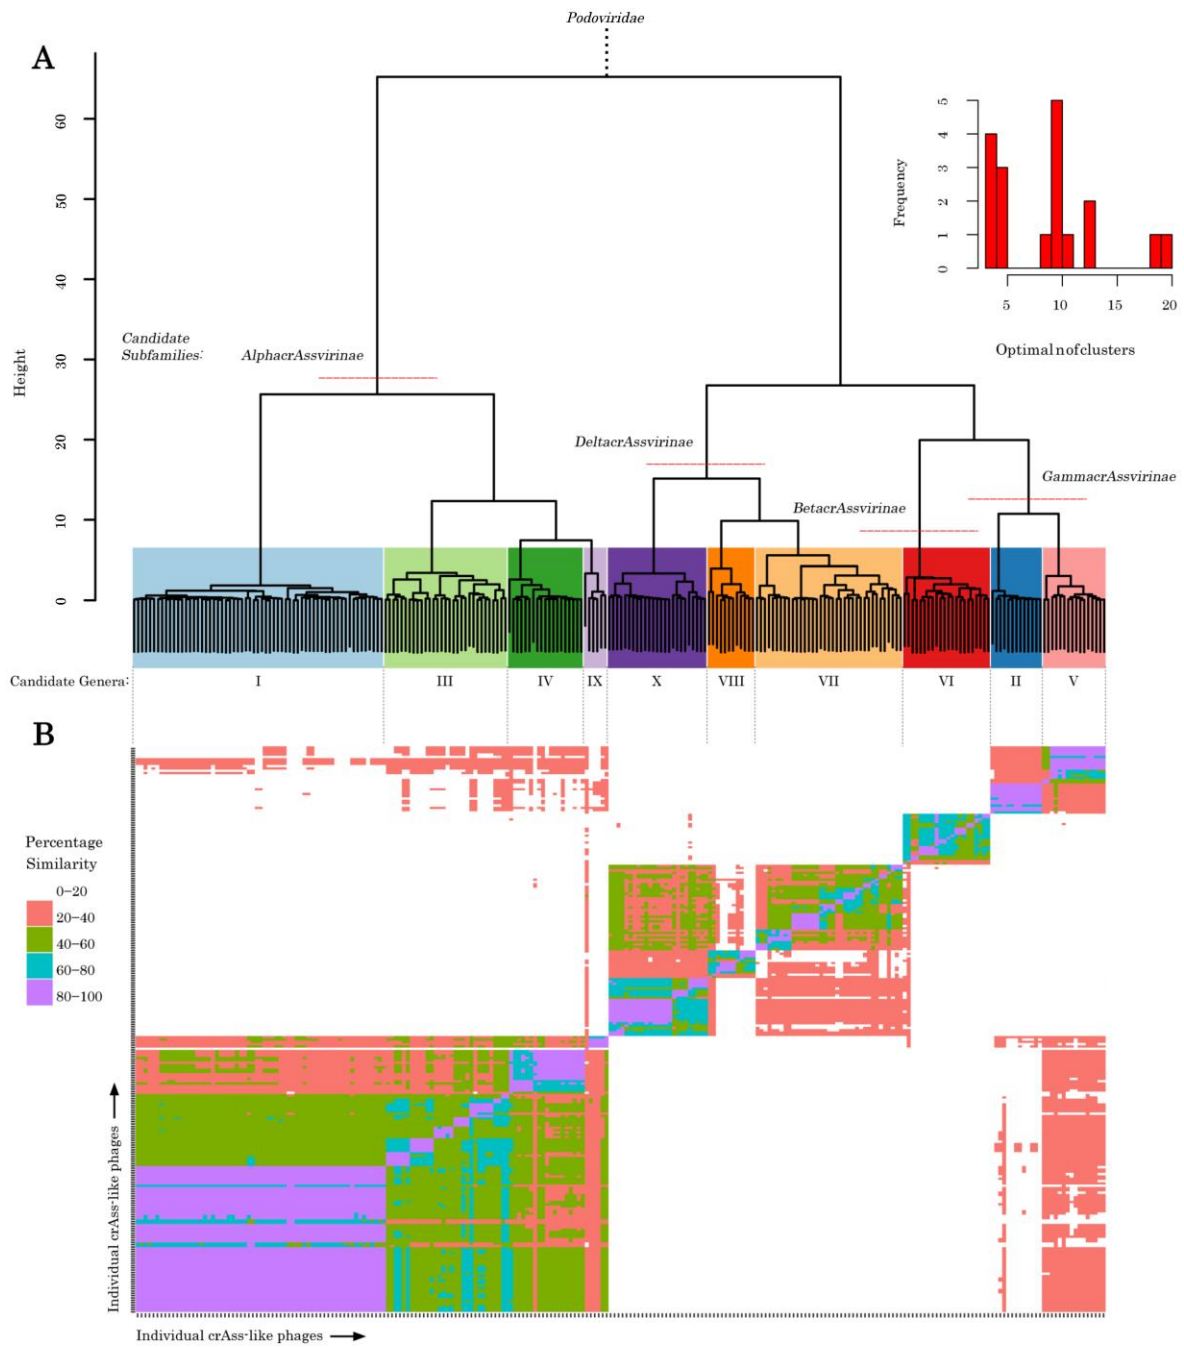 Podoviridae
A
60
50
40
30
20
10
0
Height
5
4
3
2
1
0
Frequency
5 10 15 20
Optimal n of clusters
Candidate
Subfamilies:
AlphacrAssvirinae
DeltacrAssvirinae
GammacrAssvirinae
BetacrAssvirinae
Candidate Genera: I III IV IX X VIII VII VI II V
B
Percentage
Similarity
0–20
20–40
40–60
60–80
80–100
Individual crAss-like phages
Individual crAss-like phages